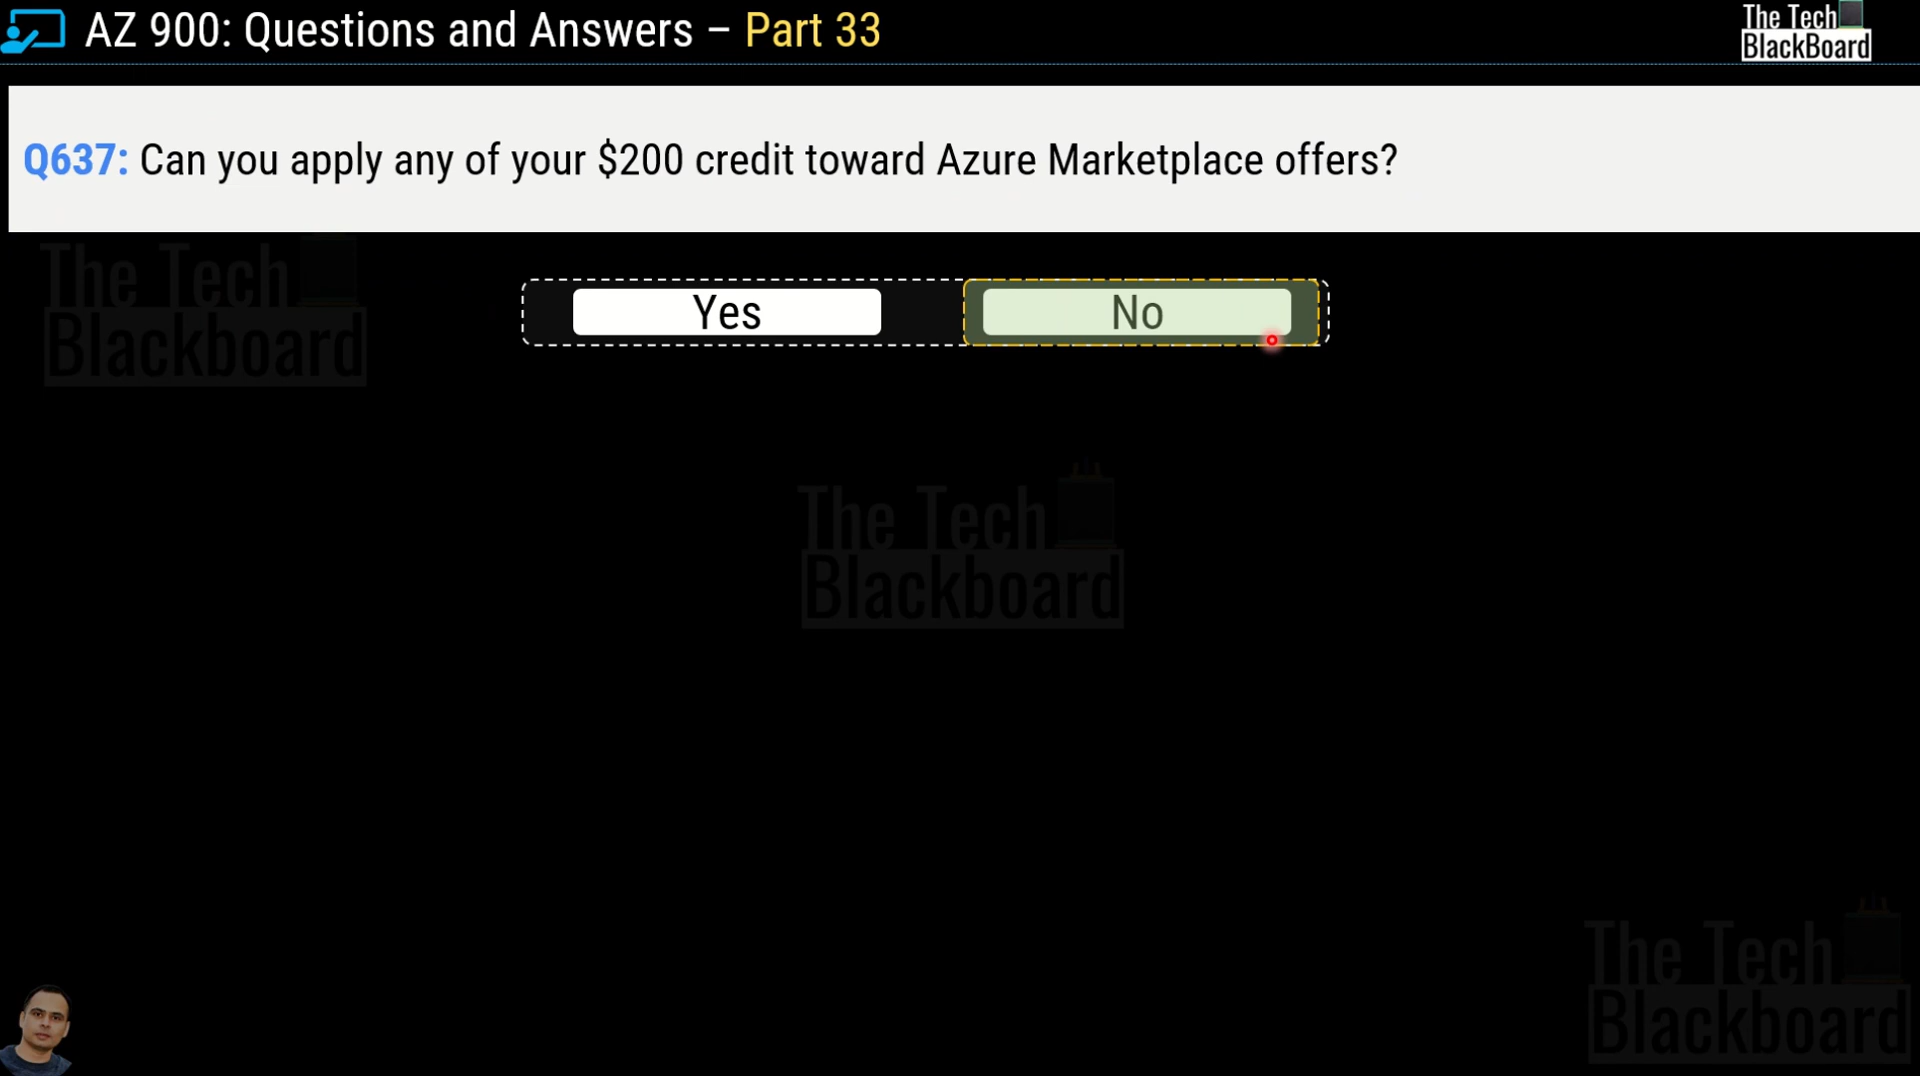 AZ 900: Questions and Answers – Part 33
The Tech
BlackBoard
Q637: Can you apply any of your $200 credit toward Azure Marketplace offers?
The Tech
Blackboard
Yes
No
The Tech
Blackboard
The Tech
Blackboard